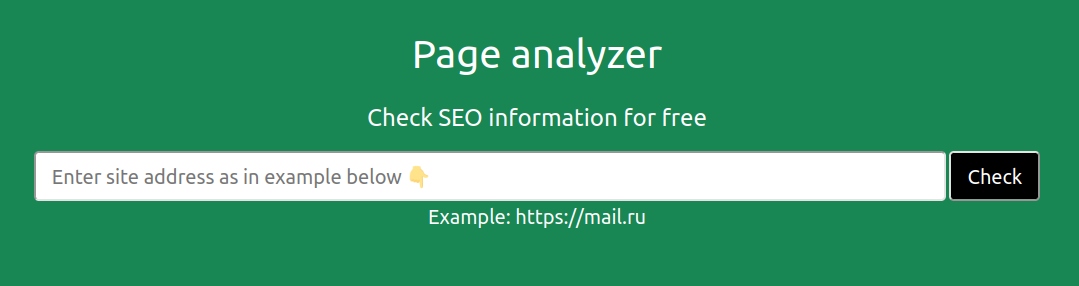 Page analyzer
Check SEO information for free
Enter site address as in example below 👇
Check
Example: https://mail.ru